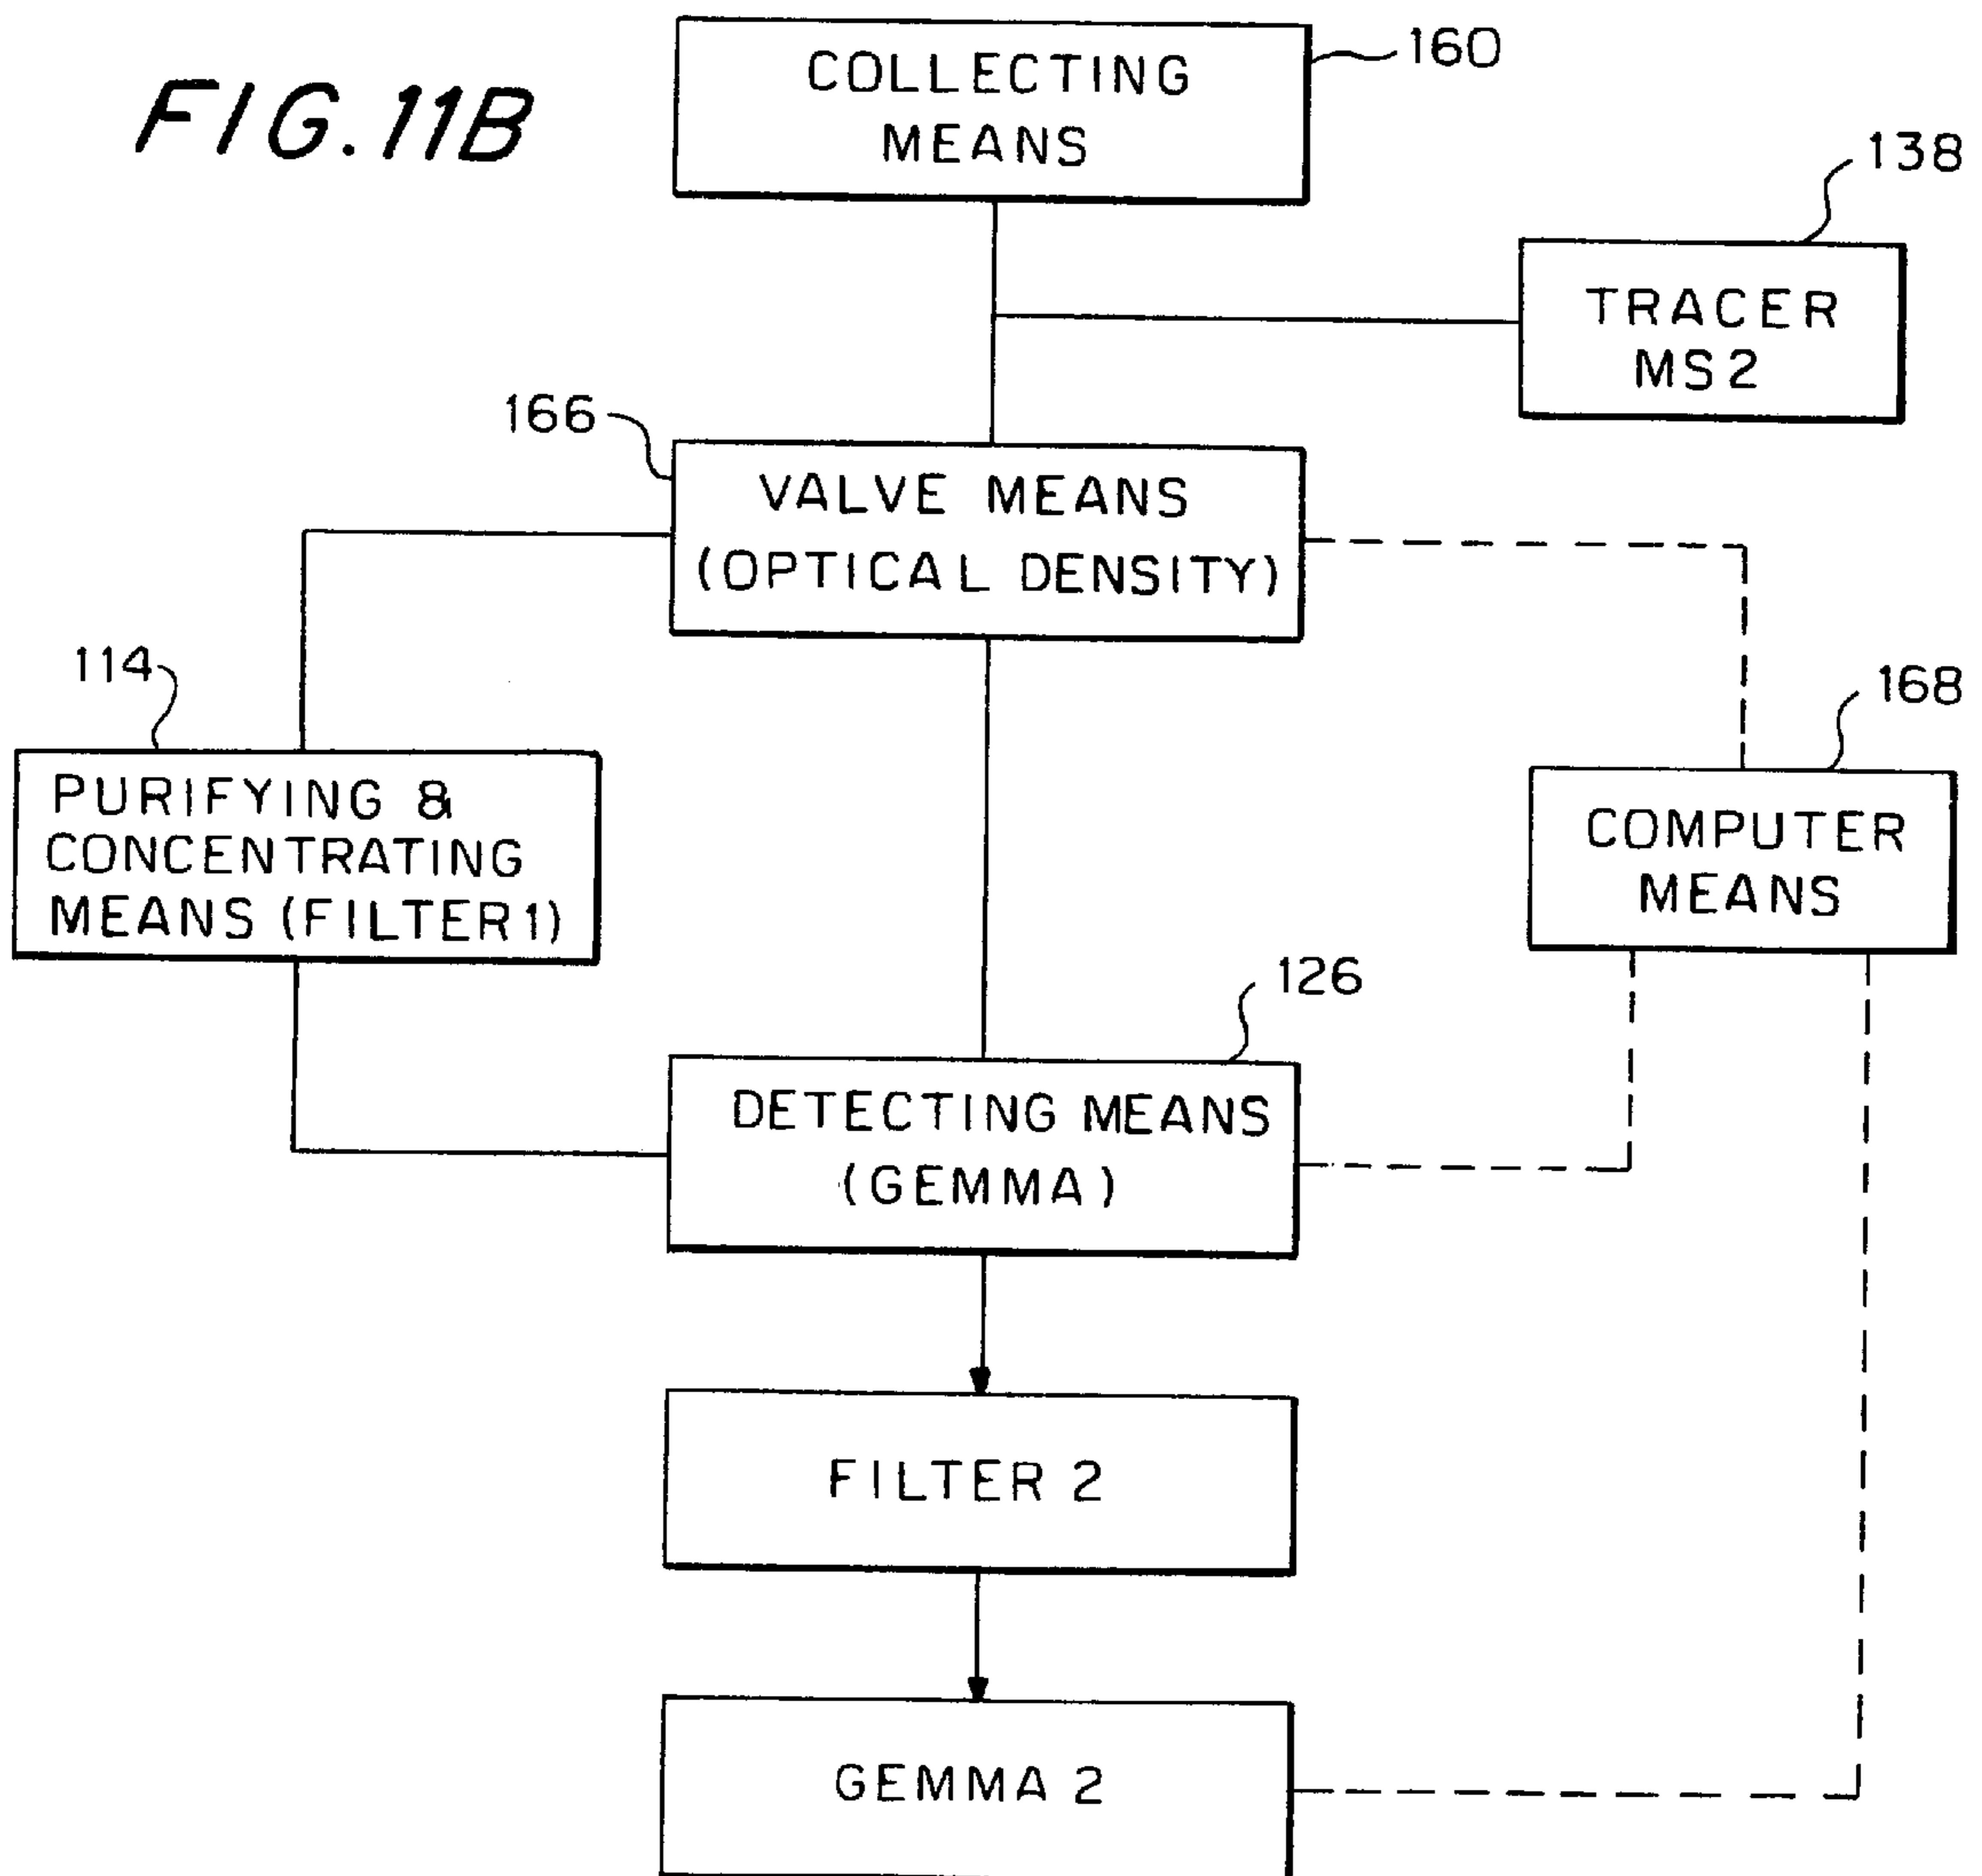 FIG.11B
COLLECTING
MEANS
160
138
TRACER
MS2
166
VALVE MEANS
(OPTICAL DENSITY)
114
PURIFYING &
CONCENTRATING
MEANS (FILTER1)
168
COMPUTER
MEANS
126
DETECTING MEANS
(GEMMA)
FILTER 2
GEMMA 2